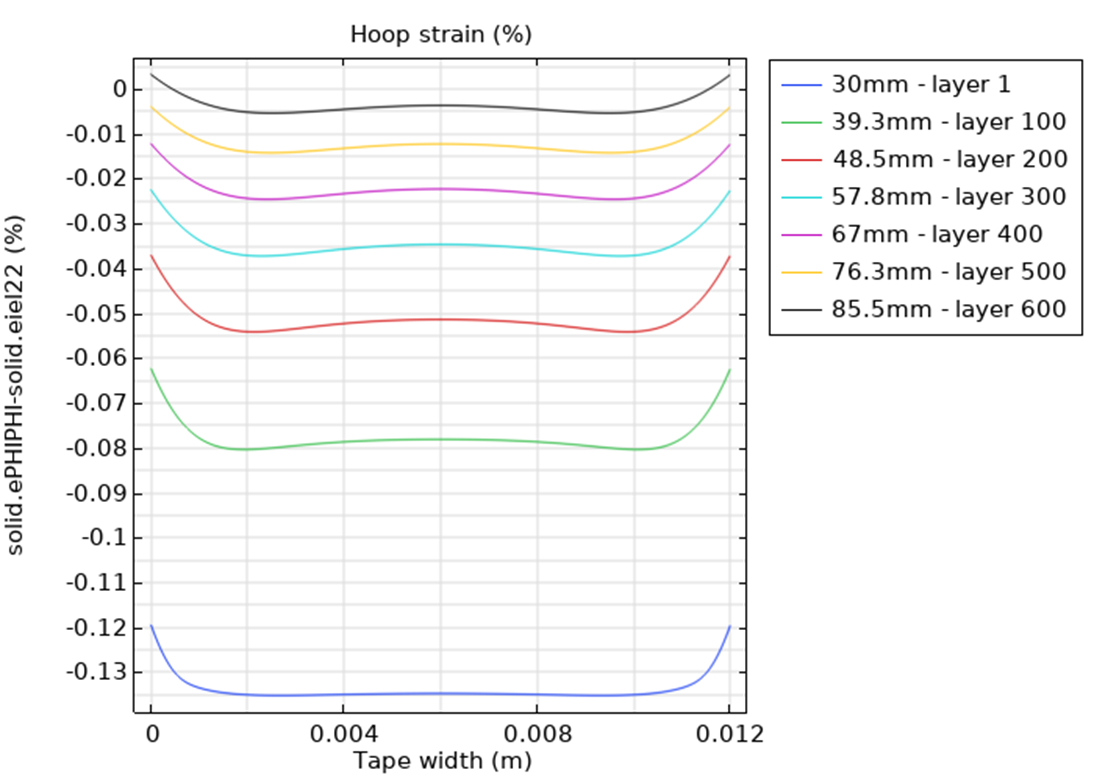 Hoop strain (%)
solid.ePHIPHI-solid.eiel22 (%)
0
-0.01
-0.02
-0.03
-0.04
-0.05
-0.06
-0.07
-0.08
-0.09
-0.1
-0.11
-0.12
-0.13
0
0.004
0.008
0.012
Tape width (m)
30mm - layer 1
39.3mm - layer 100
48.5mm - layer 200
57.8mm - layer 300
67mm - layer 400
76.3mm - layer 500
85.5mm - layer 600